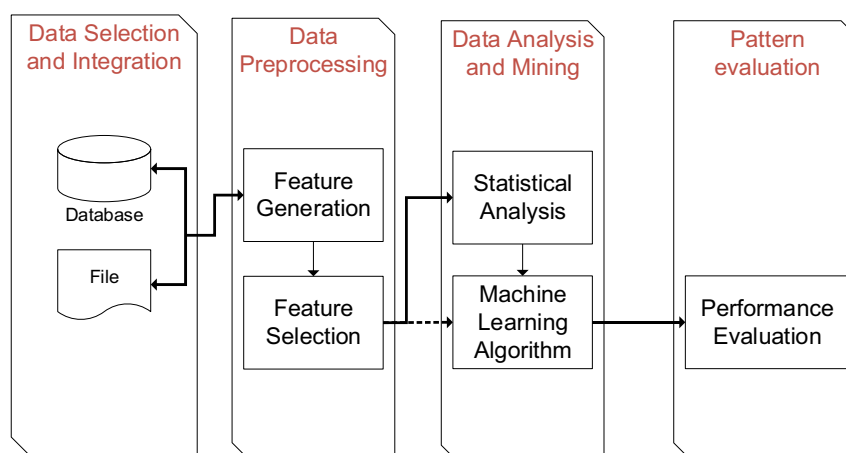 Data Selection
and Integration
Data
Preprocessing
Data Analysis
and Mining
Pattern
evaluation
Database
File
Feature
Generation
Feature
Selection
Statistical
Analysis
Machine
Learning
Algorithm
Performance
Evaluation